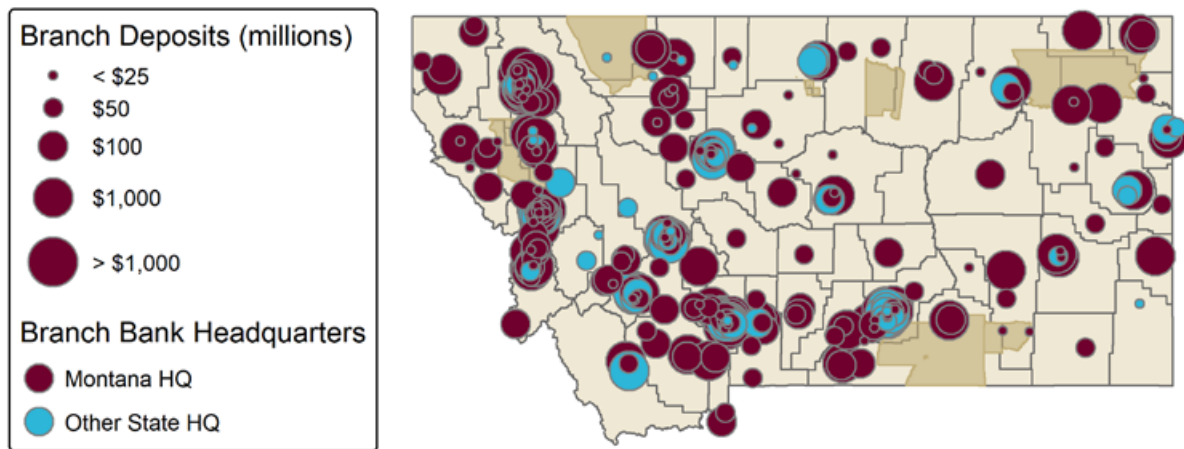 Branch Deposits (millions)
< $25
$50
$100
$1,000
> $1,000
Branch Bank Headquarters
Montana HQ
Other State HQ